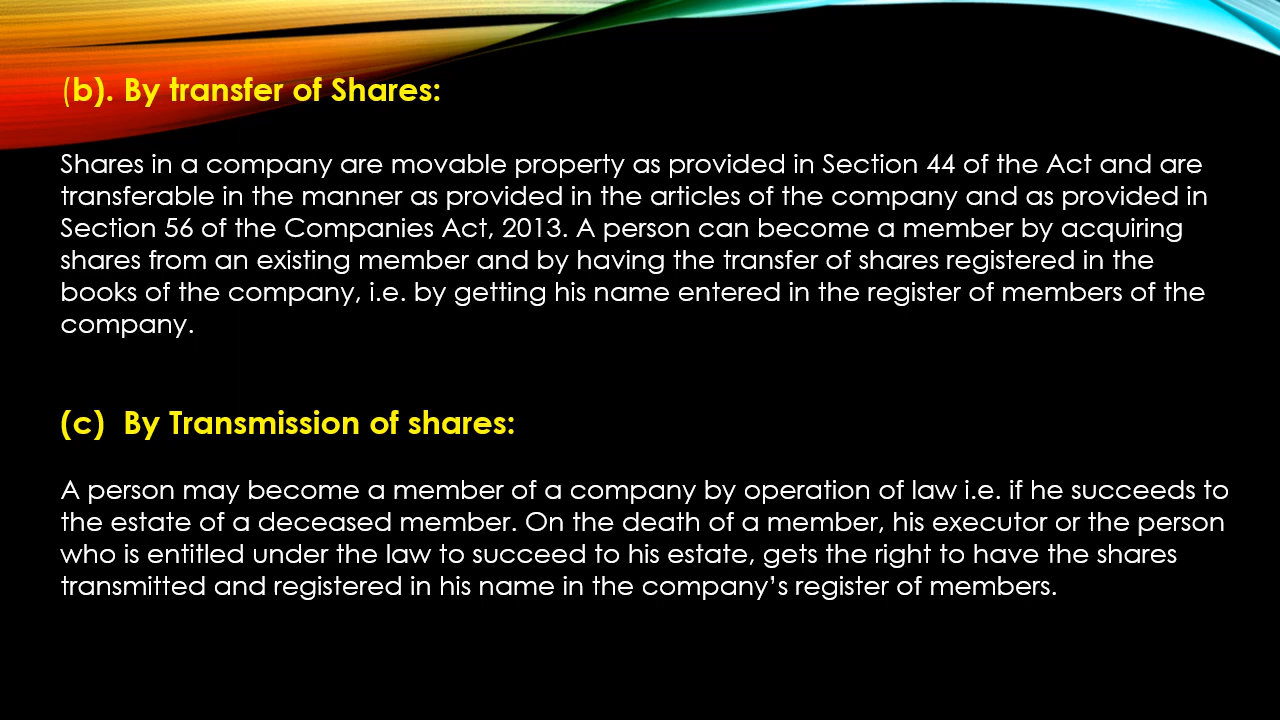 (b). By transfer of Shares:
Shares in a company are movable property as provided in Section 44 of the Act and are
transferable in the manner as provided in the articles of the company and as provided in
Section 56 of the Companies Act, 2013. A person can become a member by acquiring
shares from an existing member and by having the transfer of shares registered in the
books of the company, i.e. by getting his name entered in the register of members of the
company.
(c) By Transmission of shares:
A person may become a member of a company by operation of law i.e. if he succeeds to
the estate of a deceased member. On the death of a member, his executor or the person
who is entitled under the law to succeed to his estate, gets the right to have the shares
transmitted and registered in his name in the company’s register of members.